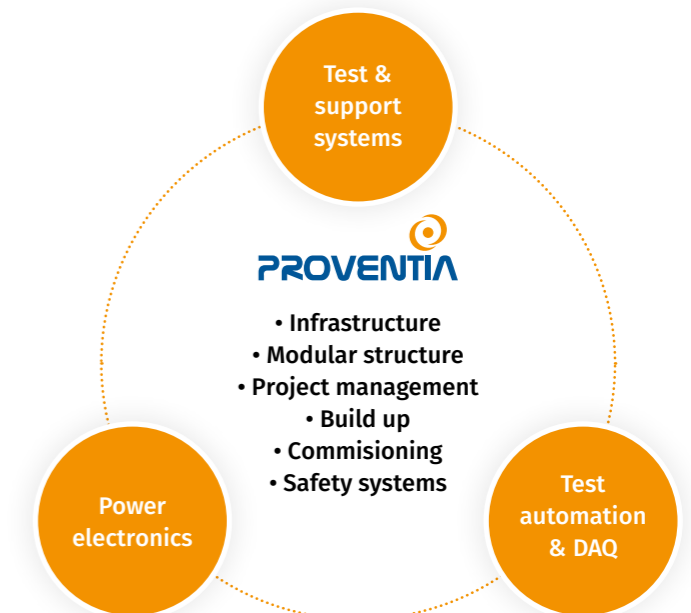 Test &
support
systems
PROVENTIA
• Infrastructure
• Modular structure
• Project management
• Build up
• Commisioning
• Safety systems
Power
electronics
Test
automation
& DAQ